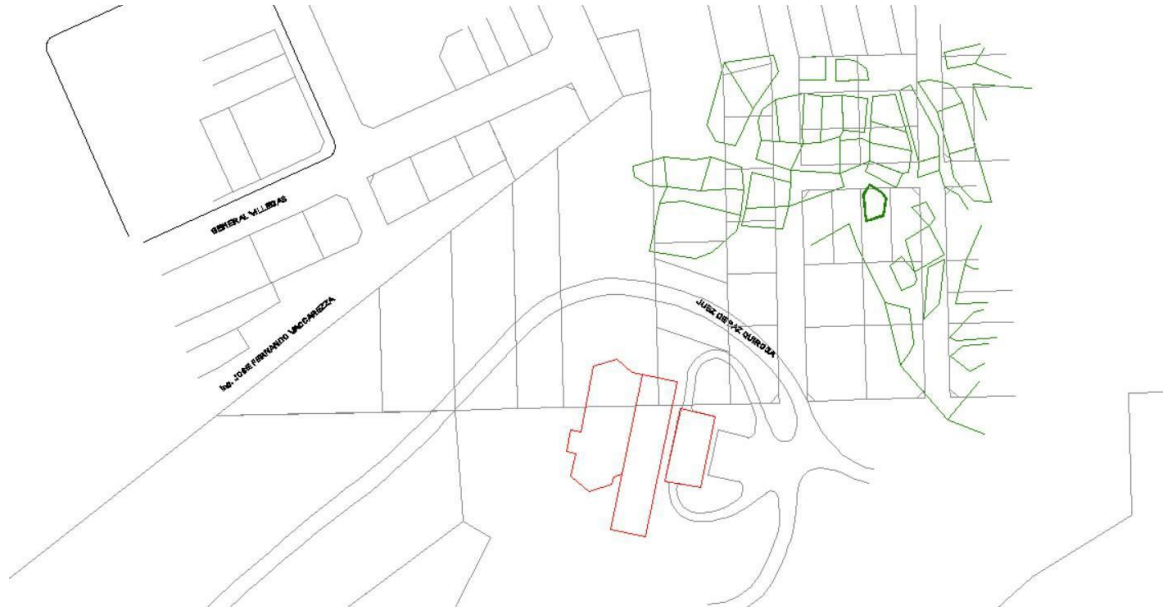 GENERAL VILLEGAS
Ing. JOSE FERNANDO VACCAREZZA
JUEZ DE PAZ QUIROGA